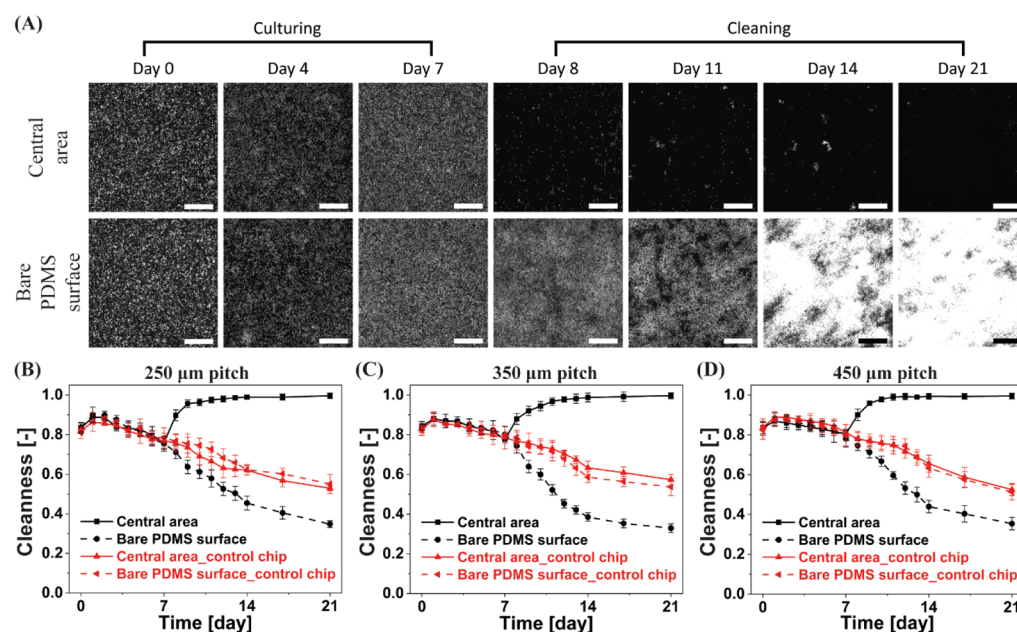 (A)
Culturing
Cleaning
Day 0
Day 4
Day 7
Day 8
Day 11
Day 14
Day 21
Central
area
Bare
PDMS
surface
(B)
250 µm pitch
Cleanness [-]
1.0
0.8
0.6
0.4
0.2
0.0
Central area
Bare PDMS surface
Central area_control chip
Bare PDMS surface_control chip
0
7
14
21
Time [day]
(C)
350 µm pitch
Cleanness [-]
1.0
0.8
0.6
0.4
0.2
0.0
Central area
Bare PDMS surface
Central area_control chip
Bare PDMS surface_control chip
0
7
14
21
Time [day]
(D)
450 µm pitch
Cleanness [-]
1.0
0.8
0.6
0.4
0.2
0.0
Central area
Bare PDMS surface
Central area_control chip
Bare PDMS surface_control chip
0
7
14
21
Time [day]